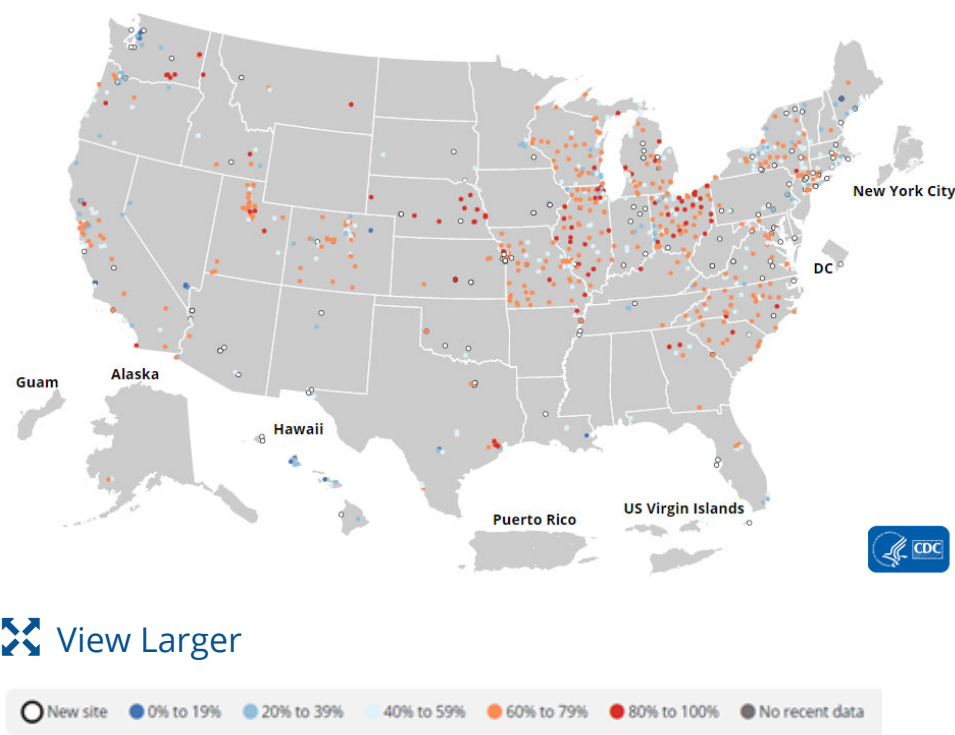 New York City
DC
Guam
Alaska
Hawaii
Puerto Rico
US Virgin Islands
CDC
View Larger
New site 0% to 19% 20% to 39% 40% to 59% 60% to 79% 80% to 100% No recent data